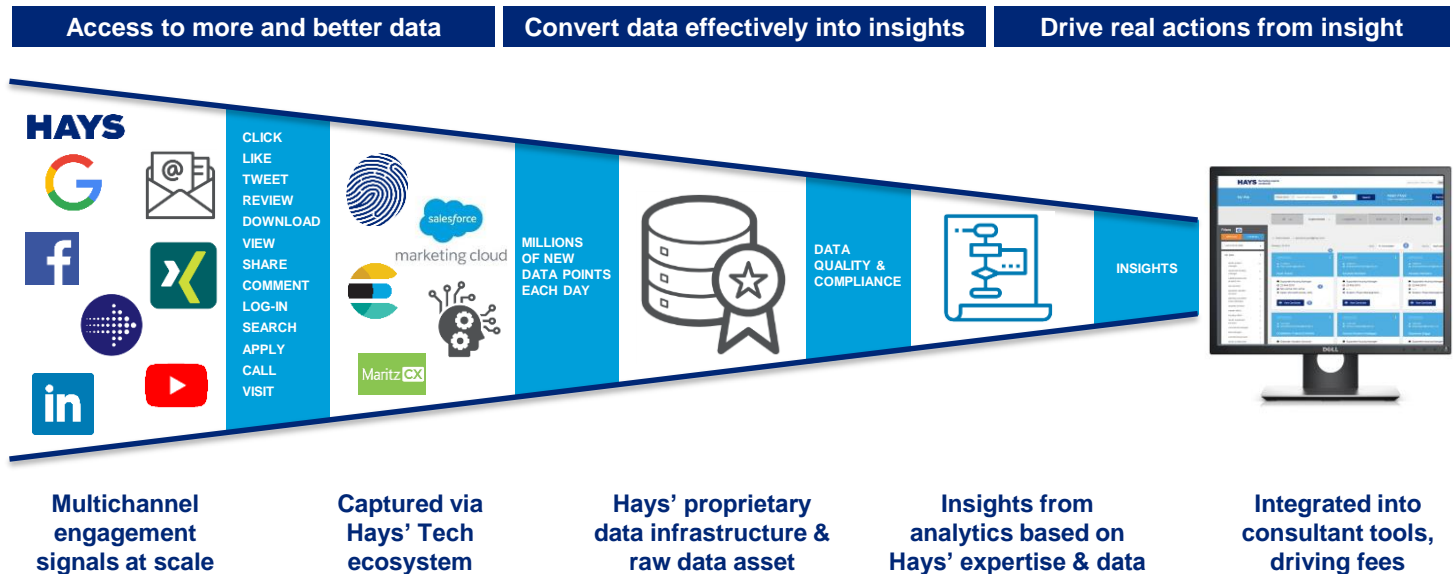 Access to more and better data
Convert data effectively into insights
Drive real actions from insight
HAYS
CLICK
LIKE
TWEET
REVIEW
DOWNLOAD
VIEW
SHARE
COMMENT
LOG-IN
SEARCH
APPLY
CALL
VISIT
in
salesforce
marketing cloud
Maritz CX
MILLIONS
OF NEW
DATA POINTS
EACH DAY
DATA
QUALITY &
COMPLIANCE
INSIGHTS
HAYS
DELL
Multichannel
engagement
signals at scale
Captured via
Hays' Tech
ecosystem
Hays' proprietary
data infrastructure &
raw data asset
Insights from
analytics based on
Hays' expertise & data
Integrated into
consultant tools,
driving fees